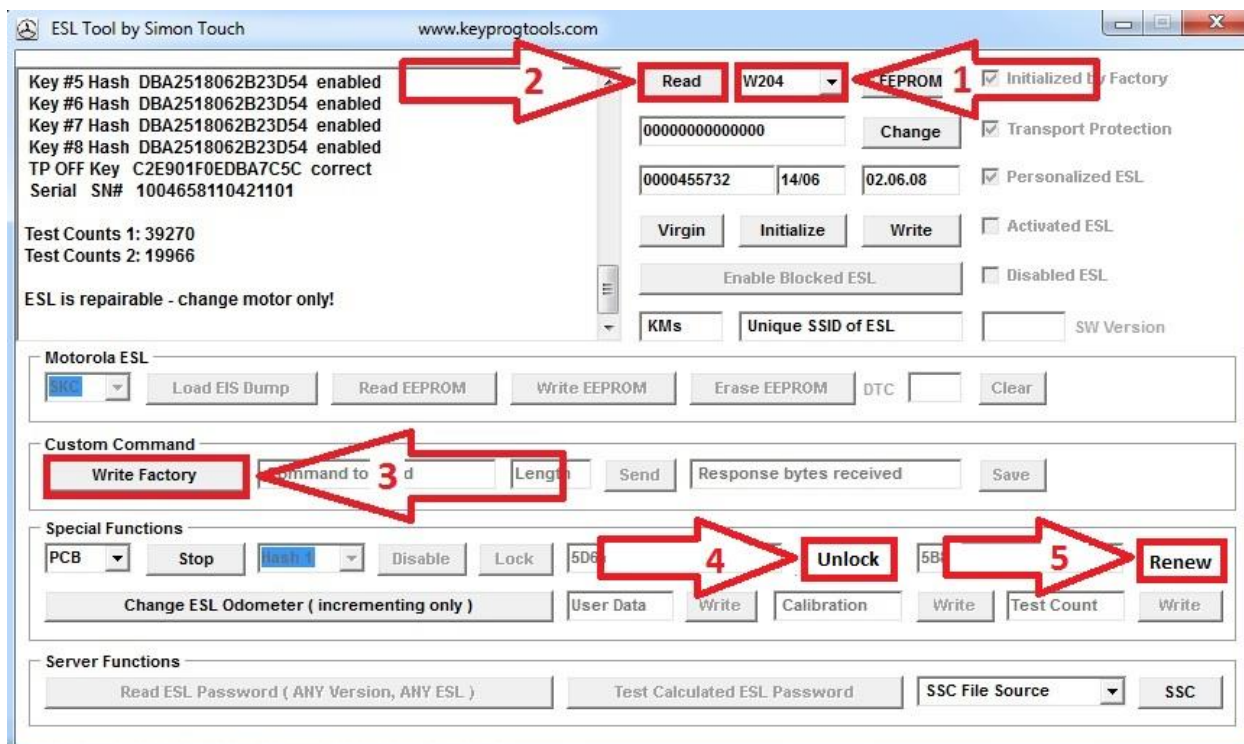 ESL Tool by Simon Touch www.keyprogtools.com
Key #5 Hash DBA2518062B23D54 enabled
Key #6 Hash DBA2518062B23D54 enabled
Key #7 Hash DBA2518062B23D54 enabled
Key #8 Hash DBA2518062B23D54 enabled
TP OFF Key C2E901F0EDBA7C5C correct
Serial SN# 1004658110421101
Test Counts 1: 39270
Test Counts 2: 19966
ESL is repairable - change motor only!
2 Read W204 1 EEPROM Initialized by Factory
00000000000000 Change Transport Protection
0000455732 14/06 02.06.08 Personalized ESL
Virgin Initialize Write Activated ESL
Enable Blocked ESL Disabled ESL
KMs Unique SSID of ESL SW Version
Motorola ESL
SKC Load EIS Dump Read EEPROM Write EEPROM Erase EEPROM DTC Clear
Custom Command
Write Factory to 3 Length Send Response bytes received Save
Special Functions
PCB Stop Hash 1 Disable Lock 4 Unlock 5 Renew
Change ESL Odometer ( incrementing only ) User Data Write Calibration Write Test Count Write
Server Functions
Read ESL Password ( ANY Version, ANY ESL ) Test Calculated ESL Password SSC File Source SSC